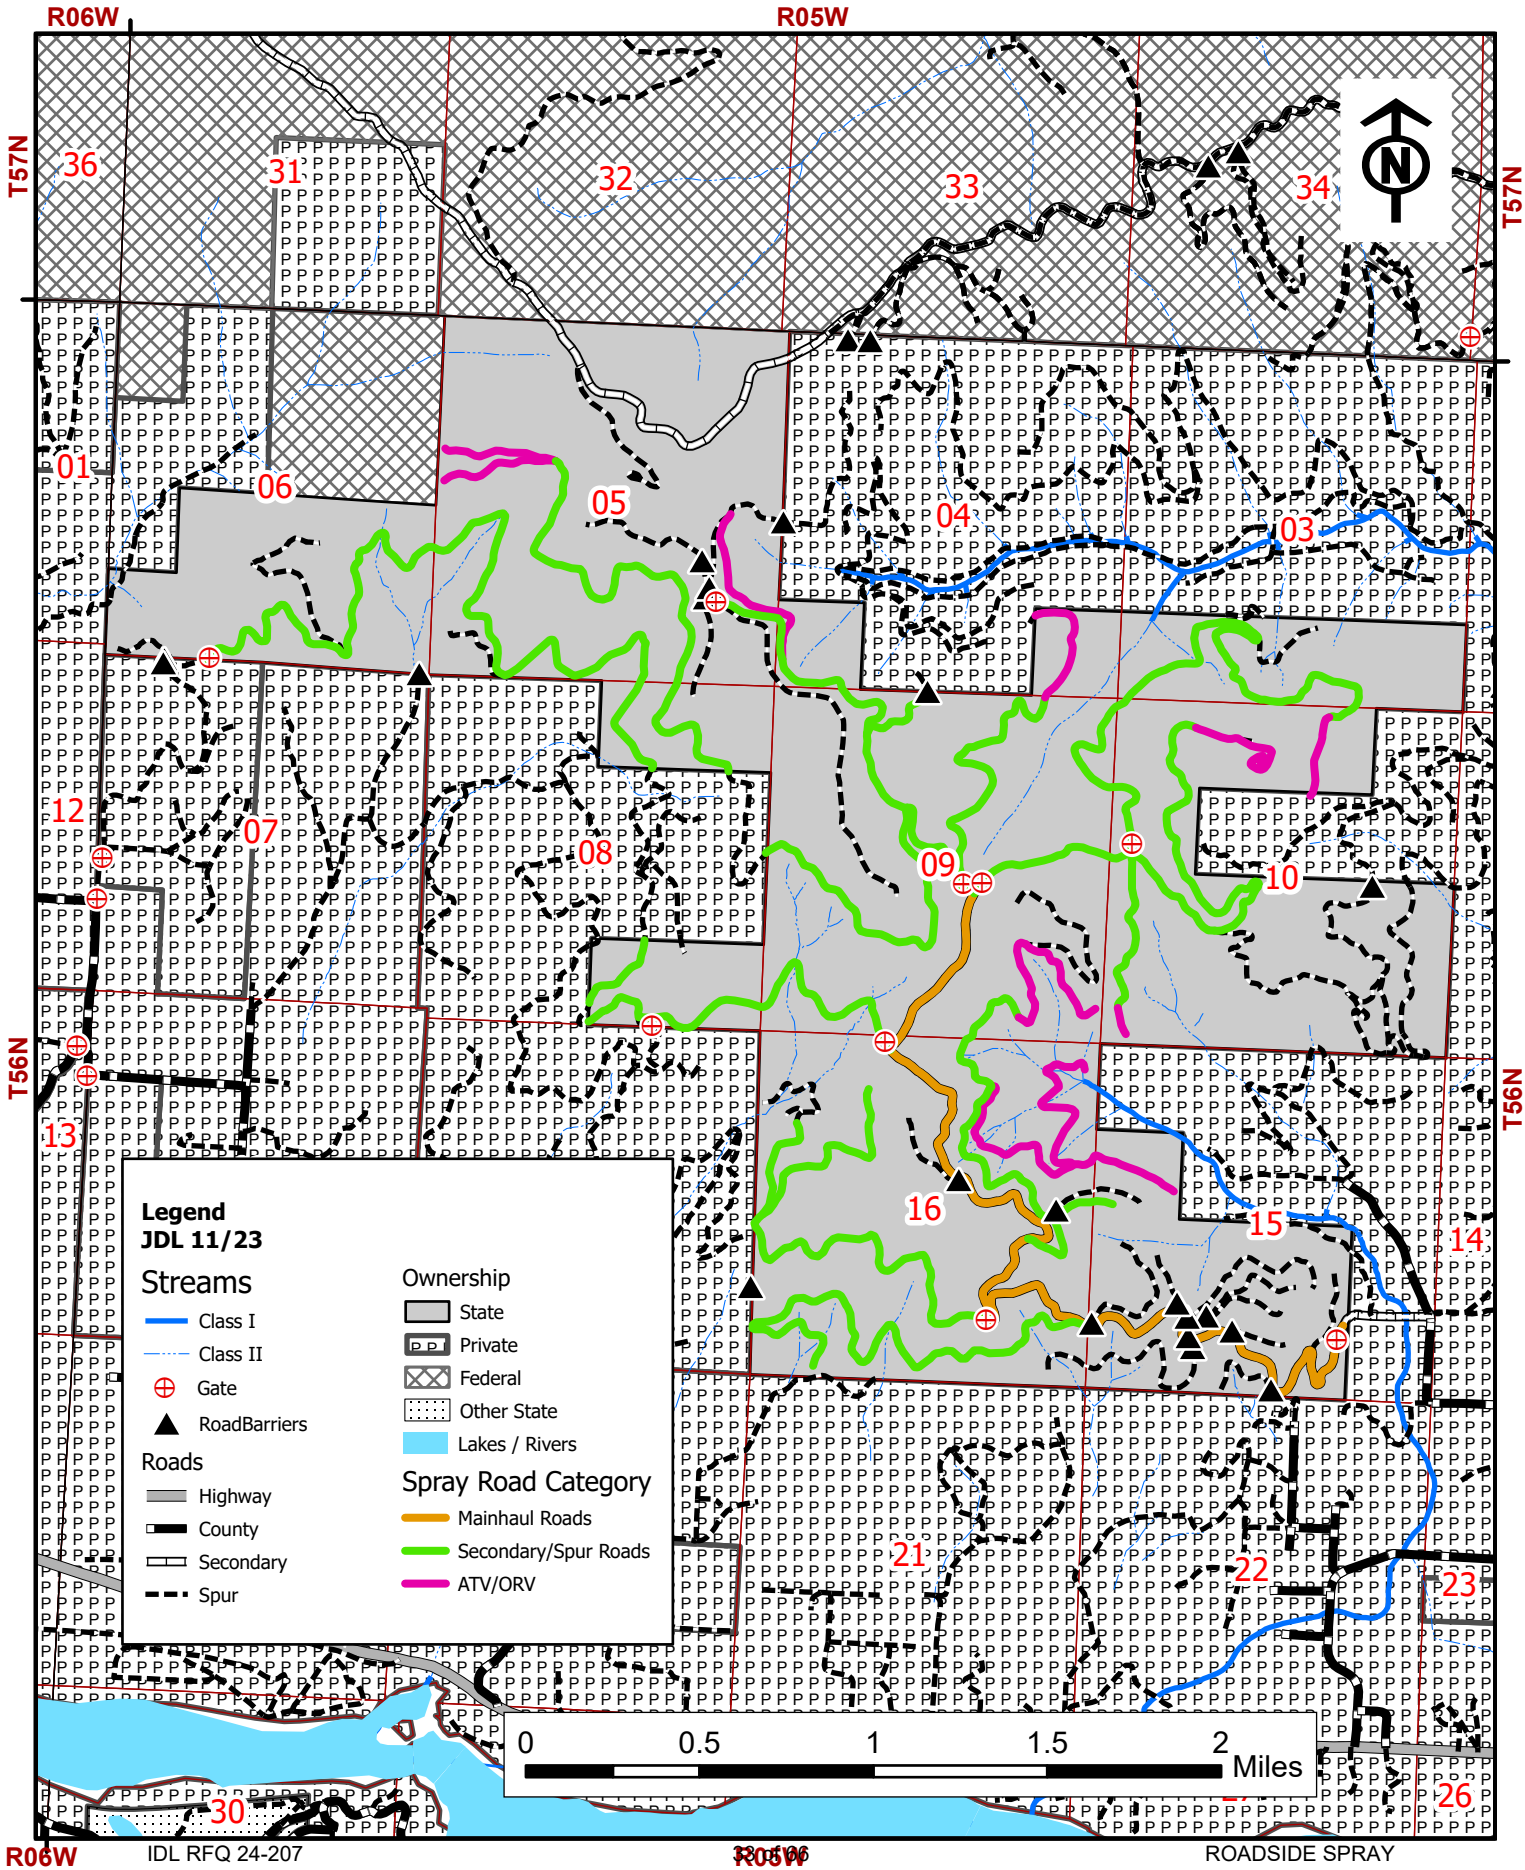 R06W R05W
T57N T57N
36 31 32 33 34
01 06 05 04 03
12 07 08 09 10
T56N T56N
13 16 15 14
Legend
JDL 11/23
Streams
Class I
Class II
Gate
RoadBarriers
Roads
Highway
County
Secondary
Spur
Ownership
State
P P Private
Federal
Other State
Lakes / Rivers
Spray Road Category
Mainhaul Roads
Secondary/Spur Roads
ATV/ORV
21 22 23
0 0.5 1 1.5 2
Miles
30 26
N
R06W R05W
IDL RFQ 24-207 33 of 66 ROADSIDE SPRAY